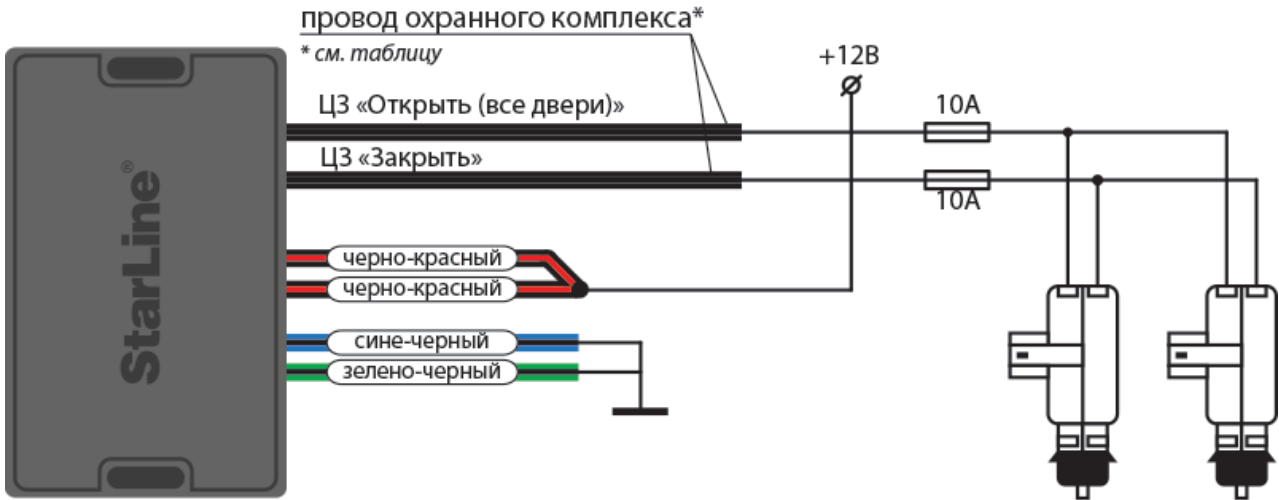 провод охранного комплекса*
* см. таблицу
+12В
ЦЗ «Открыть (все двери)»
10А
ЦЗ «Закрыть»
10А
StarLine®
черно-красный
черно-красный
сине-черный
зелено-черный